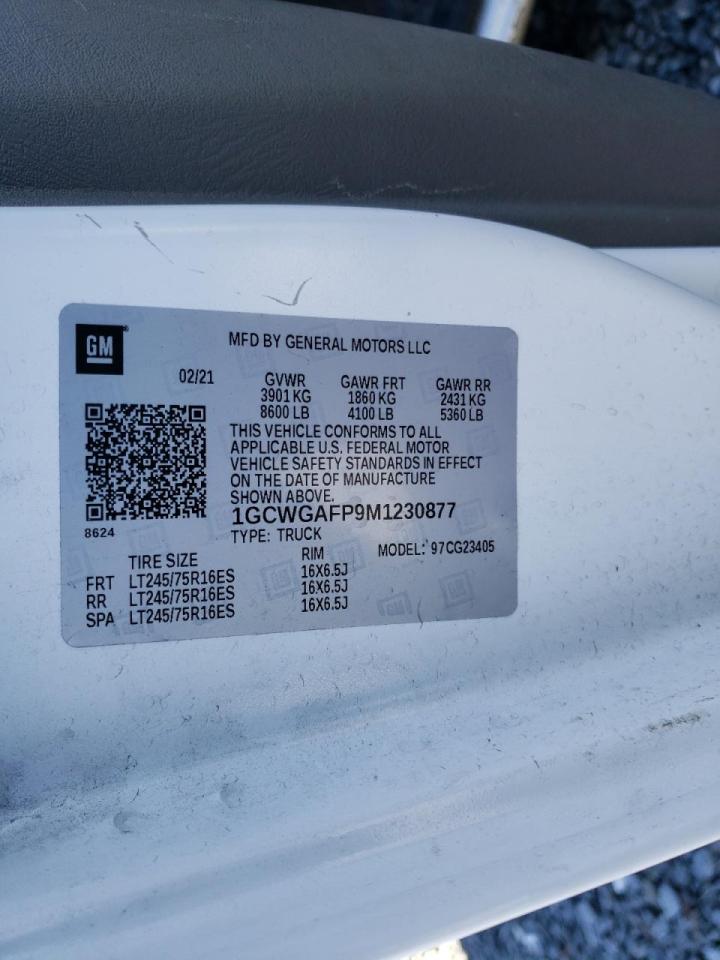 GM
MFD BY GENERAL MOTORS LLC
02/21 GVWR GAWR FRT GAWR RR
3901 KG 1860 KG 2431 KG
8600 LB 4100 LB 5360 LB
THIS VEHICLE CONFORMS TO ALL
APPLICABLE U.S. FEDERAL MOTOR
VEHICLE SAFETY STANDARDS IN EFFECT
ON THE DATE OF MANUFACTURE
SHOWN ABOVE.
8624
1GCWGAFP9M1230877
TYPE: TRUCK MODEL: 97CG23405
TIRE SIZE RIM
FRT LT245/75R16ES 16X6.5J
RR LT245/75R16ES 16X6.5J
SPA LT245/75R16ES 16X6.5J